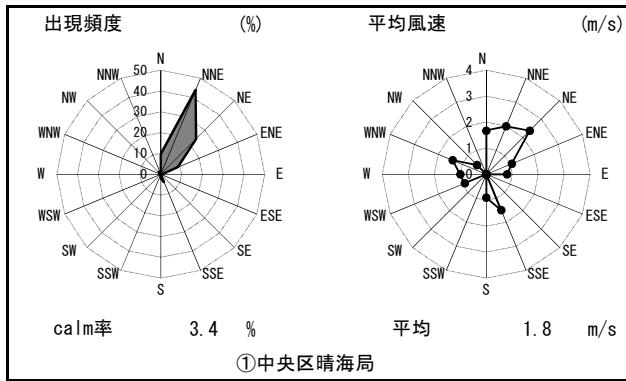 出現頻度 (%)
N
NNE
NE
ENE
E
ESE
SE
SSE
S
SSW
SW
WSW
W
WNW
NW
NNW
50
40
30
20
10
0
calm率 3.4 %
平均風速 (m/s)
N
NNE
NE
ENE
E
ESE
SE
SSE
S
SSW
SW
WSW
W
WNW
NW
NNW
4
3
2
1
0
平均 1.8 m/s
①中央区晴海局